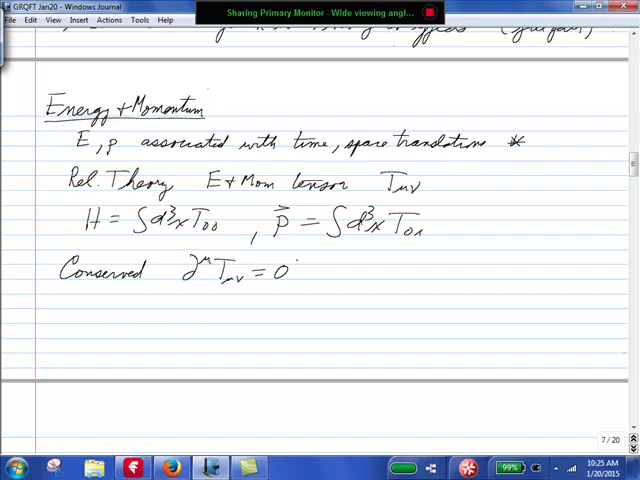 GRQFT Jan20 - Windows Journal
Sharing Primary Monitor - Wide viewing angl...
File Edit View Insert Actions Tools Help
Energy + Momentum
E, p associated with time, space translations *
Rel. Theory E + Mom tensor Tμν
H = ∫d³x T₀₀ , p⃗ = ∫d³x T₀ᵢ
Conserved ∂^μ Tμν = 0
7 / 20
99%
10:25 AM
1/20/2015